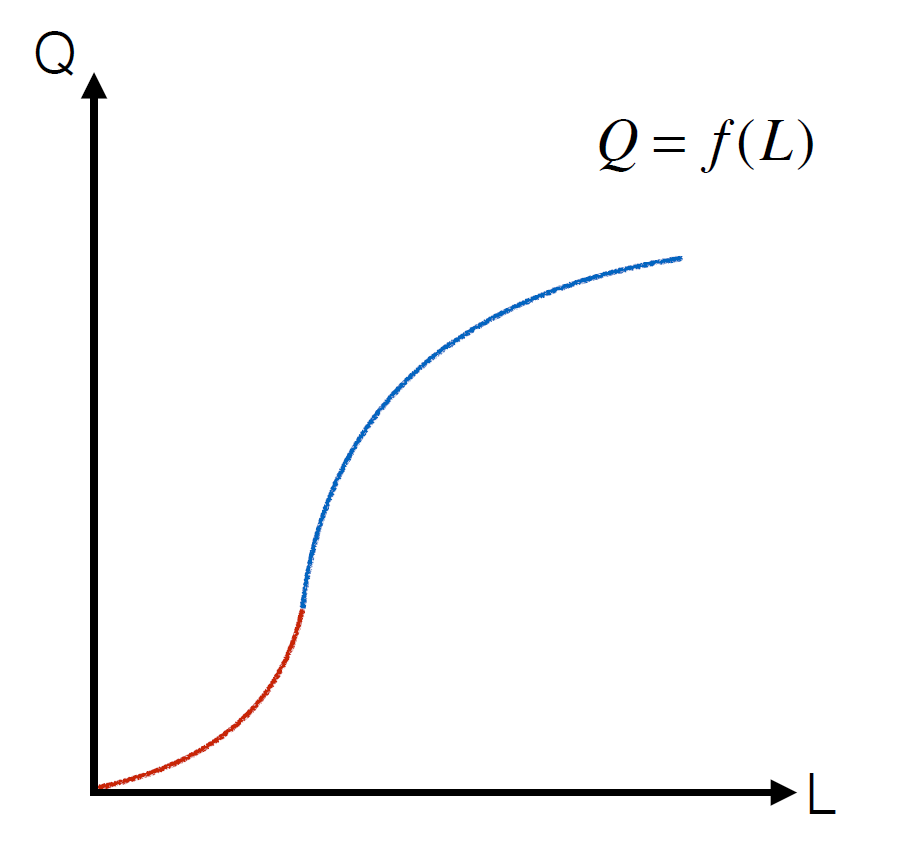 Q
Q = f(L)
L